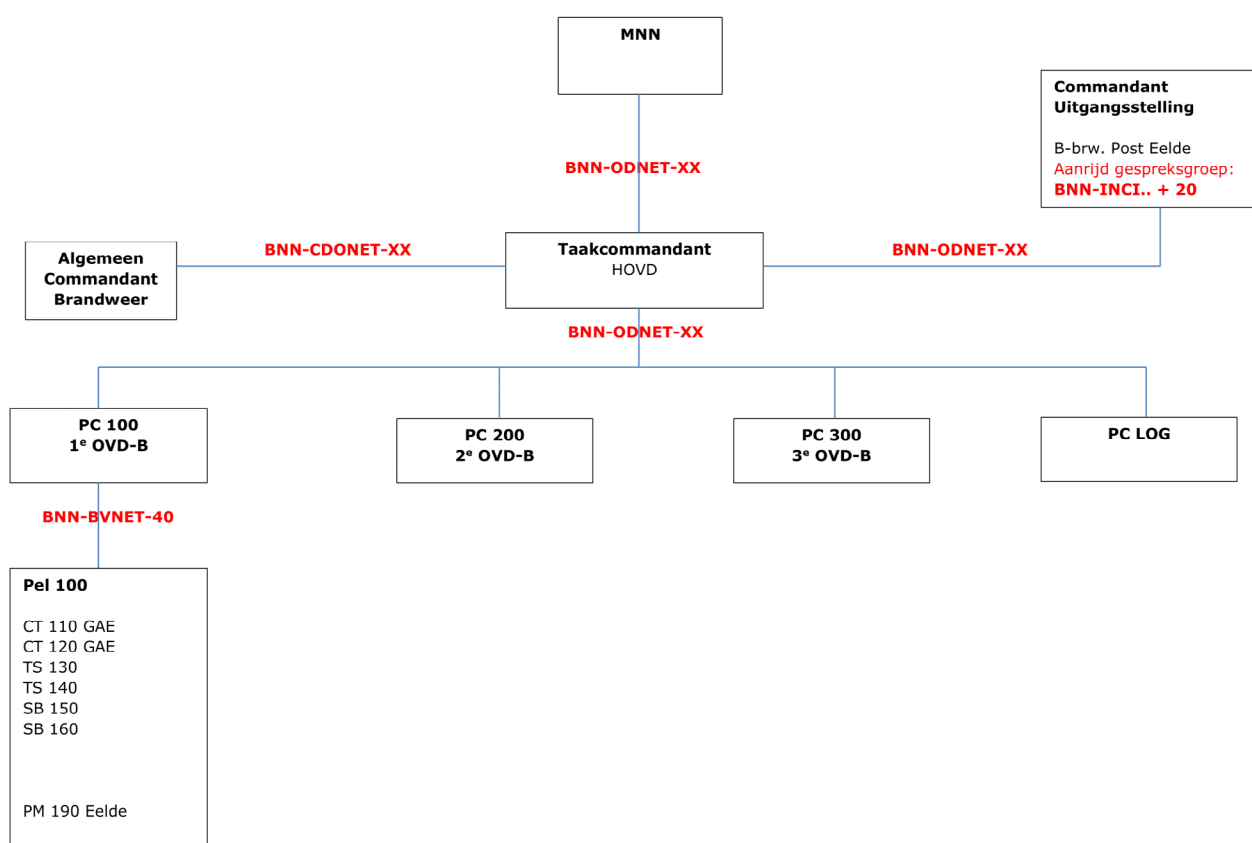 MNN
Commandant
Uitgangsstelling
B-brw. Post Eelde
Aanrijd gespreksgroep:
BNN-INCI.. + 20
BNN-ODNET-XX
Algemeen
Commandant
Brandweer
BNN-CDONET-XX
Taakcommandant
HOVD
BNN-ODNET-XX
BNN-ODNET-XX
PC 100
1e OVD-B
PC 200
2e OVD-B
PC 300
3e OVD-B
PC LOG
BNN-BVNET-40
Pel 100
CT 110 GAE
CT 120 GAE
TS 130
TS 140
SB 150
SB 160
PM 190 Eelde